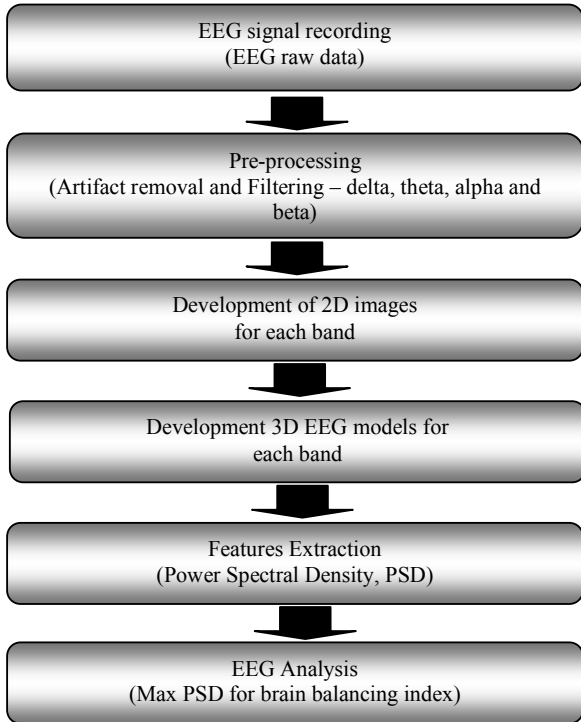 EEG signal recording
(EEG raw data)
Pre-processing
(Artifact removal and Filtering – delta, theta, alpha and
beta)
Development of 2D images
for each band
Development 3D EEG models for
each band
Features Extraction
(Power Spectral Density, PSD)
EEG Analysis
(Max PSD for brain balancing index)